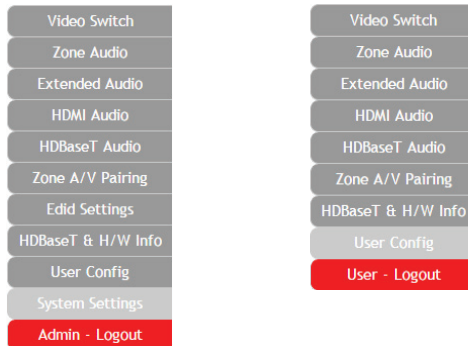 Video Switch
Zone Audio
Extended Audio
HDMI Audio
HDBaseT Audio
Zone A/V Pairing
Edid Settings
HDBaseT & H/W Info
User Config
System Settings
Admin - Logout
Video Switch
Zone Audio
Extended Audio
HDMI Audio
HDBaseT Audio
Zone A/V Pairing
HDBaseT & H/W Info
User Config
User - Logout